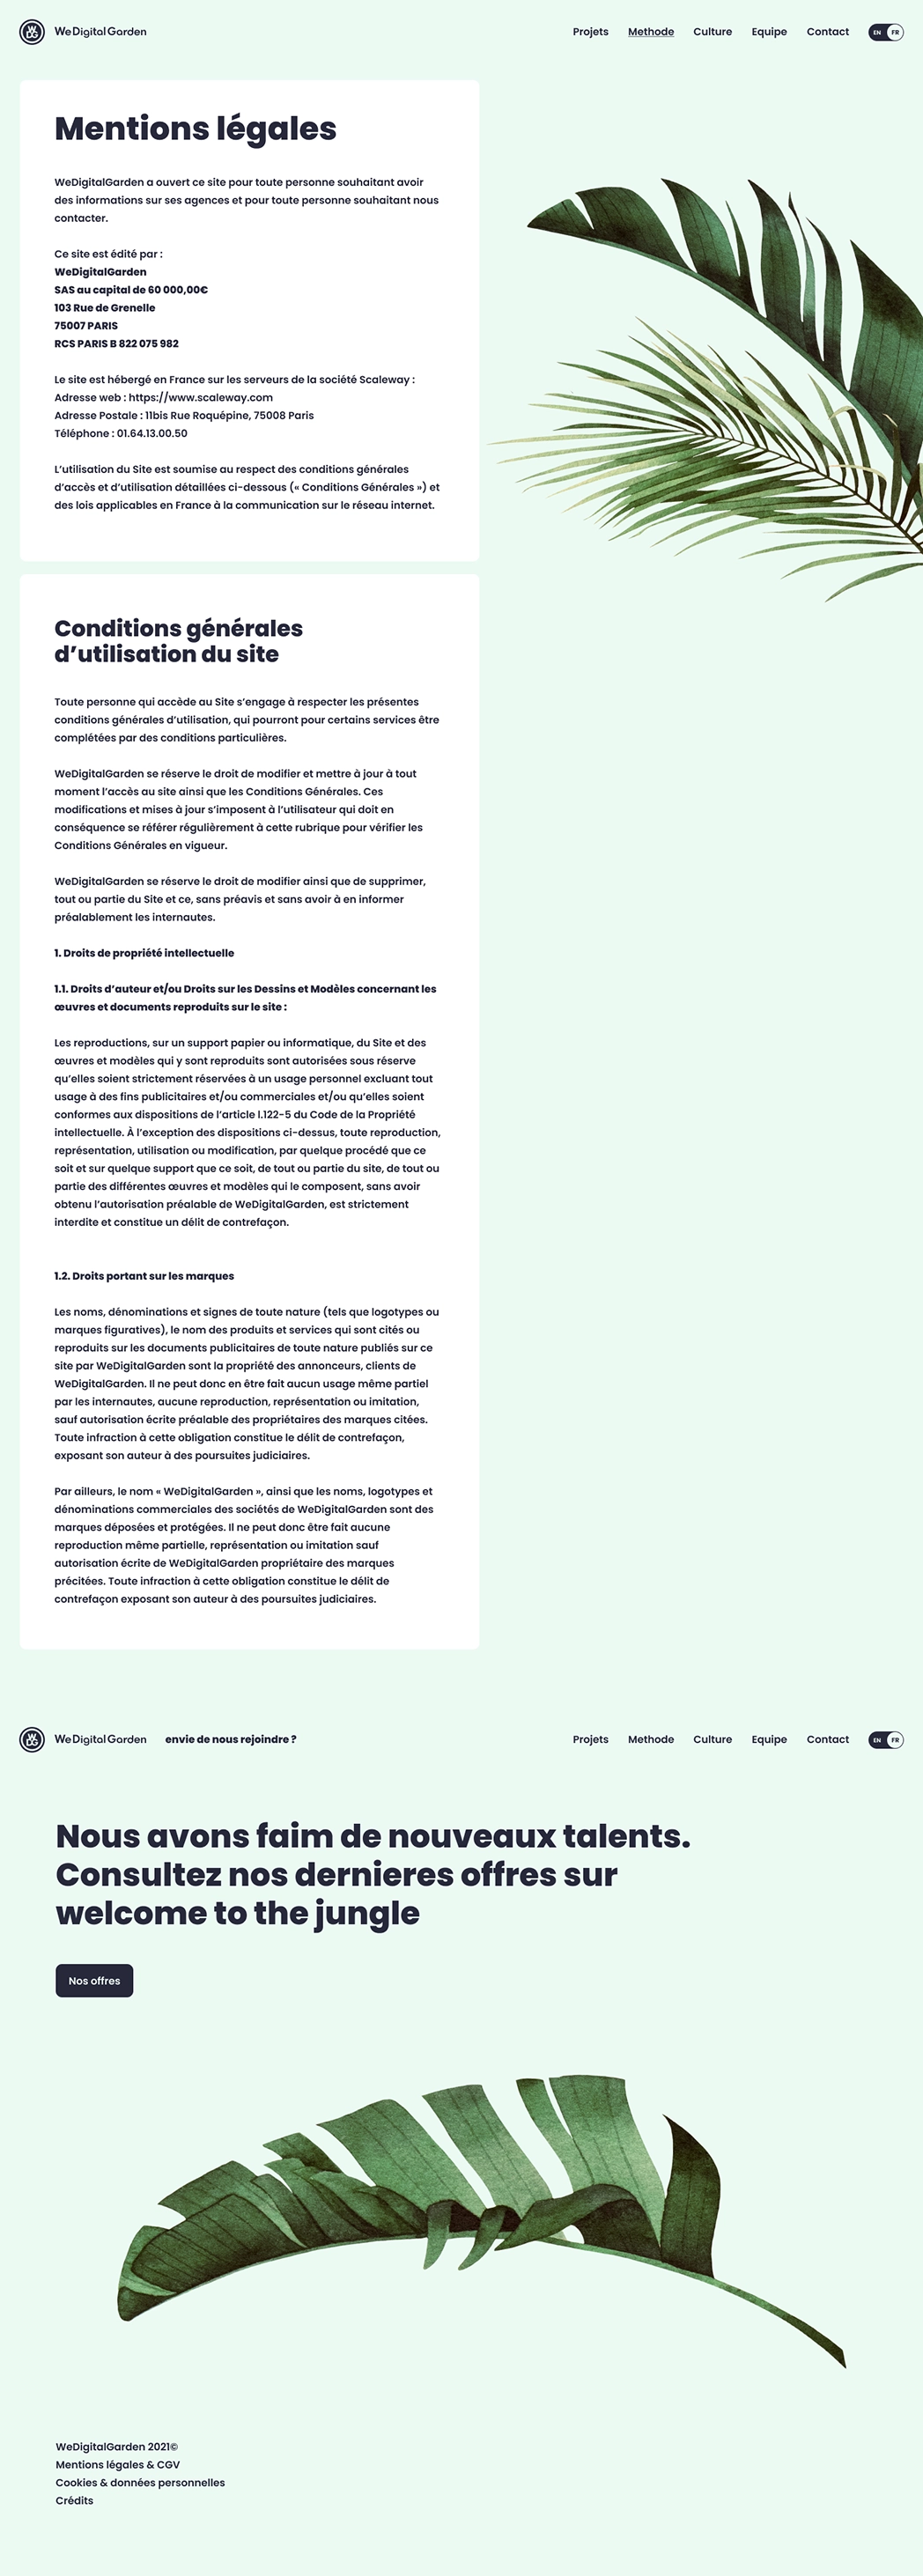 WDG WeDigitalGarden Projets Methode Culture Equipe Contact EN FR
Mentions légales
WeDigitalGarden a ouvert ce site pour toute personne souhaitant avoir
des informations sur ses agences et pour toute personne souhaitant nous
contacter.
Ce site est édité par :
WeDigitalGarden
SAS au capital de 60 000,00€
103 Rue de Grenelle
75007 PARIS
RCS PARIS B 822 075 982
Le site est hébergé en France sur les serveurs de la société Scaleway :
Adresse web : https://www.scaleway.com
Adresse Postale : 11bis Rue Roquépine, 75008 Paris
Téléphone : 01.64.13.00.50
L’utilisation du Site est soumise au respect des conditions générales
d’accès et d’utilisation détaillées ci-dessous (« Conditions Générales ») et
des lois applicables en France à la communication sur le réseau internet.
Conditions générales
d’utilisation du site
Toute personne qui accède au Site s’engage à respecter les présentes
conditions générales d’utilisation, qui pourront pour certains services être
complétées par des conditions particulières.
WeDigitalGarden se réserve le droit de modifier et mettre à jour à tout
moment l’accès au site ainsi que les Conditions Générales. Ces
modifications et mises à jour s’imposent à l’utilisateur qui doit en
conséquence se référer régulièrement à cette rubrique pour vérifier les
Conditions Générales en vigueur.
WeDigitalGarden se réserve le droit de modifier ainsi que de supprimer,
tout ou partie du Site et ce, sans préavis et sans avoir à en informer
préalablement les internautes.
1. Droits de propriété intellectuelle
1.1. Droits d’auteur et/ou Droits sur les Dessins et Modèles concernant les
œuvres et documents reproduits sur le site :
Les reproductions, sur un support papier ou informatique, du Site et des
œuvres et modèles qui y sont reproduits sont autorisées sous réserve
qu’elles soient strictement réservées à un usage personnel excluant tout
usage à des fins publicitaires et/ou commerciales et/ou qu’elles soient
conformes aux dispositions de l’article l.122-5 du Code de la Propriété
intellectuelle. À l’exception des dispositions ci-dessus, toute reproduction,
représentation, utilisation ou modification, par quelque procédé que ce
soit et sur quelque support que ce soit, de tout ou partie du site, de tout ou
partie des différentes œuvres et modèles qui le composent, sans avoir
obtenu l’autorisation préalable de WeDigitalGarden, est strictement
interdite et constitue un délit de contrefaçon.
1.2. Droits portant sur les marques
Les noms, dénominations et signes de toute nature (tels que logotypes ou
marques figuratives), le nom des produits et services qui sont cités ou
reproduits sur les documents publicitaires de toute nature publiés sur ce
site par WeDigitalGarden sont la propriété des annonceurs, clients de
WeDigitalGarden. Il ne peut donc en être fait aucun usage même partiel
par les internautes, aucune reproduction, représentation ou imitation,
sauf autorisation écrite préalable des propriétaires des marques citées.
Toute infraction à cette obligation constitue le délit de contrefaçon,
exposant son auteur à des poursuites judiciaires.
Par ailleurs, le nom « WeDigitalGarden », ainsi que les noms, logotypes et
dénominations commerciales des sociétés de WeDigitalGarden sont des
marques déposées et protégées. Il ne peut donc être fait aucune
reproduction même partielle, représentation ou imitation sauf
autorisation écrite de WeDigitalGarden propriétaire des marques
précitées. Toute infraction à cette obligation constitue le délit de
contrefaçon exposant son auteur à des poursuites judiciaires.
WDG WeDigitalGarden envie de nous rejoindre ? Projets Methode Culture Equipe Contact EN FR
Nous avons faim de nouveaux talents.
Consultez nos dernieres offres sur
welcome to the jungle
Nos offres
WeDigitalGarden 2021©
Mentions légales & CGV
Cookies & données personnelles
Crédits